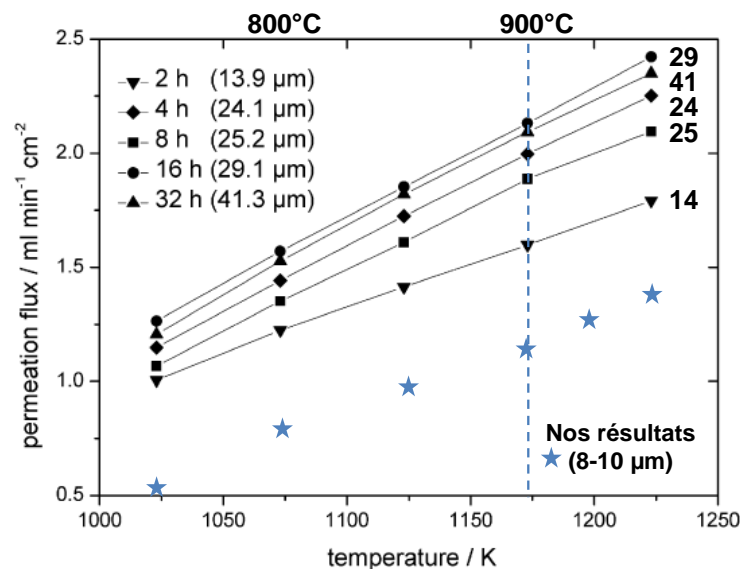 800°C 900°C
2.5
2.0
1.5
1.0
0.5
permeation flux / ml min⁻¹ cm⁻²
2 h (13.9 µm)
4 h (24.1 µm)
8 h (25.2 µm)
16 h (29.1 µm)
32 h (41.3 µm)
29
41
24
25
14
Nos résultats
(8-10 µm)
1000 1050 1100 1150 1200 1250
temperature / K